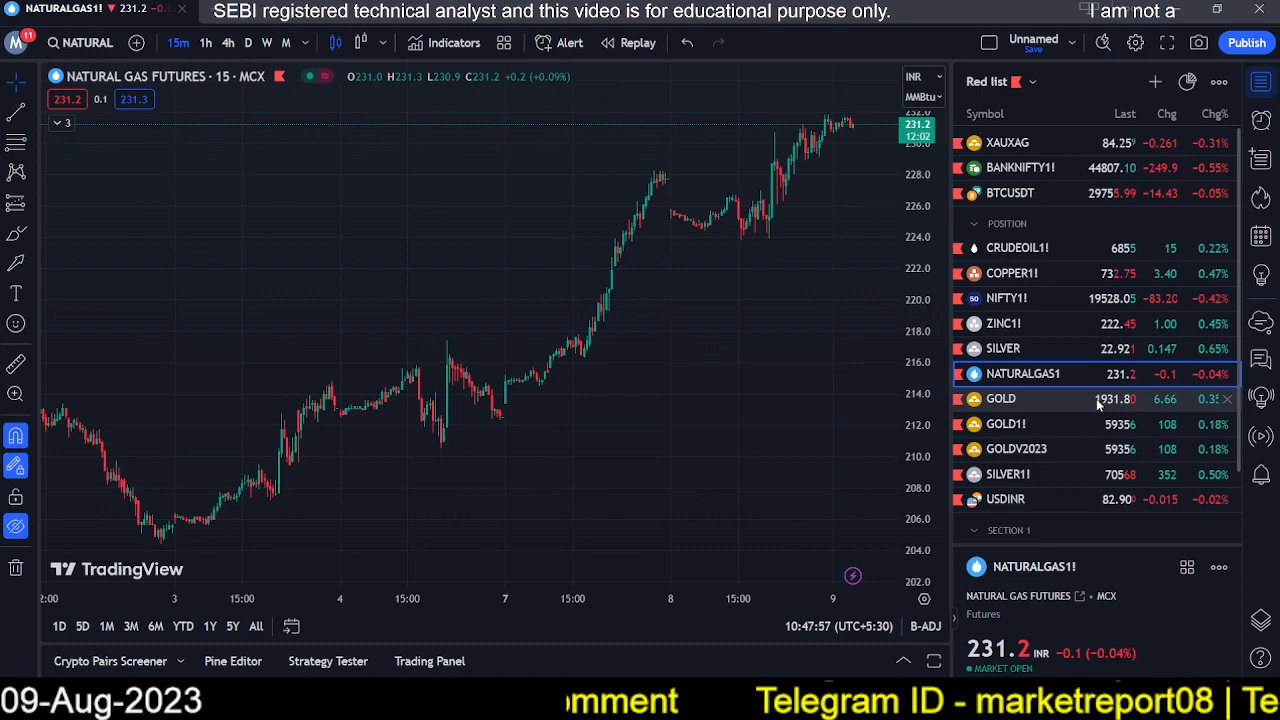 NATURALGAS1! ▼ 231.2 −0.
SEBI registered technical analyst and this video is for educational purpose only.
I am not a
M 11 NATURAL 15m 1h 4h D W M Indicators Alert Replay Unnamed Save Publish
NATURAL GAS FUTURES · 15 · MCX O231.0 H231.3 L230.9 C231.2 +0.2 (+0.09%)
231.2 0.1 231.3
3
INR
MMBtu
232.0
231.2
12:02
230.0
228.0
226.0
224.0
222.0
220.0
218.0
216.0
214.0
212.0
210.0
208.0
206.0
204.0
202.0
TradingView
2:00 3 15:00 4 15:00 7 15:00 8 15:00 9
1D 5D 1M 3M 6M YTD 1Y 5Y All 10:47:57 (UTC+5:30) B-ADJ
Crypto Pairs Screener Pine Editor Strategy Tester Trading Panel
Red list
Symbol Last Chg Chg%
XAUXAG 84.25⁹ −0.261 −0.31%
BANKNIFTY1! 44807.10 −249.9 −0.55%
BTCUSDT 29755.99 −14.43 −0.05%
POSITION
CRUDEOIL1! 6855 15 0.22%
COPPER1! 732.75 3.40 0.47%
50 NIFTY1! 19528.05 −83.20 −0.42%
ZINC1! 222.45 1.00 0.45%
SILVER 22.921 0.147 0.65%
NATURALGAS1 231.2 −0.1 −0.04%
GOLD 1931.80 6.66 0.35
GOLD1! 59356 108 0.18%
GOLDV2023 59356 108 0.18%
SILVER1! 70568 352 0.50%
USDINR 82.90⁰ −0.015 −0.02%
SECTION 1
NATURALGAS1!
NATURAL GAS FUTURES • MCX
Futures
231.2 INR −0.1 (−0.04%)
MARKET OPEN
09-Aug-2023 omment Telegram ID - marketreport08 | Te